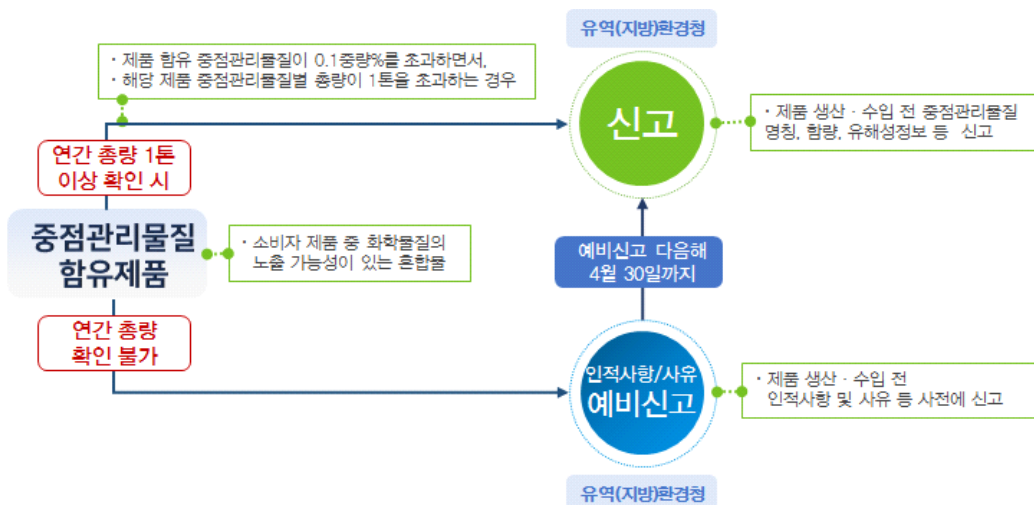 유역(지방)환경청
· 제품 함유 중점관리물질이 0.1중량%를 초과하면서,
· 해당 제품 중점관리물질별 총량이 1톤을 초과하는 경우
신고
· 제품 생산 · 수입 전 중점관리물질
명칭, 함량, 유해성정보 등 신고
연간 총량 1톤
이상 확인 시
중점관리물질
함유제품
· 소비자 제품 중 화학물질의
노출 가능성이 있는 혼합물
예비신고 다음해
4월 30일까지
연간 총량
확인 불가
인적사항/사유
예비신고
· 제품 생산 · 수입 전
인적사항 및 사유 등 사전에 신고
유역(지방)환경청